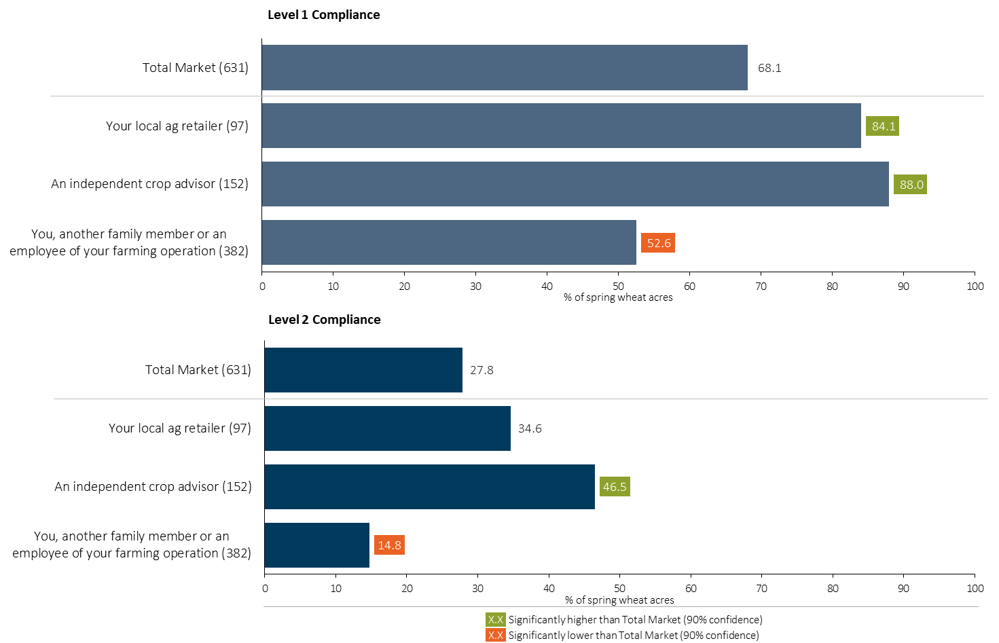 Level 1 Compliance
Total Market (631)
68.1
Your local ag retailer (97)
84.1
An independent crop advisor (152)
88.0
You, another family member or an
employee of your farming operation (382)
52.6
0 10 20 30 40 50 60 70 80 90 100
% of spring wheat acres
Level 2 Compliance
Total Market (631)
27.8
Your local ag retailer (97)
34.6
An independent crop advisor (152)
46.5
You, another family member or an
employee of your farming operation (382)
14.8
0 10 20 30 40 50 60 70 80 90 100
% of spring wheat acres
X.X Significantly higher than Total Market (90% confidence)
X.X Significantly lower than Total Market (90% confidence)